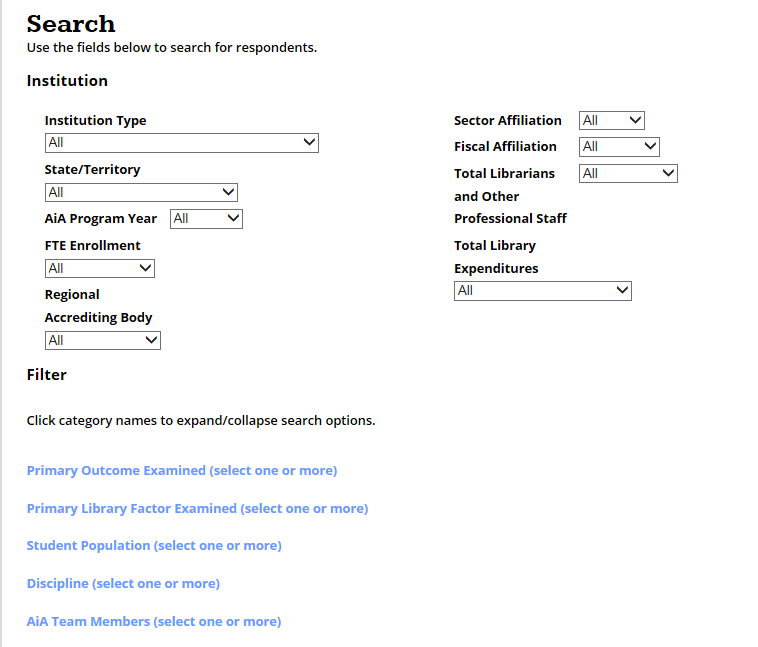 Search
Use the fields below to search for respondents.
Institution
Institution Type
All
State/Territory
All
AiA Program Year All
FTE Enrollment
All
Regional
Accrediting Body
All
Sector Affiliation All
Fiscal Affiliation All
Total Librarians All
and Other
Professional Staff
Total Library
Expenditures
All
Filter
Click category names to expand/collapse search options.
Primary Outcome Examined (select one or more)
Primary Library Factor Examined (select one or more)
Student Population (select one or more)
Discipline (select one or more)
AiA Team Members (select one or more)